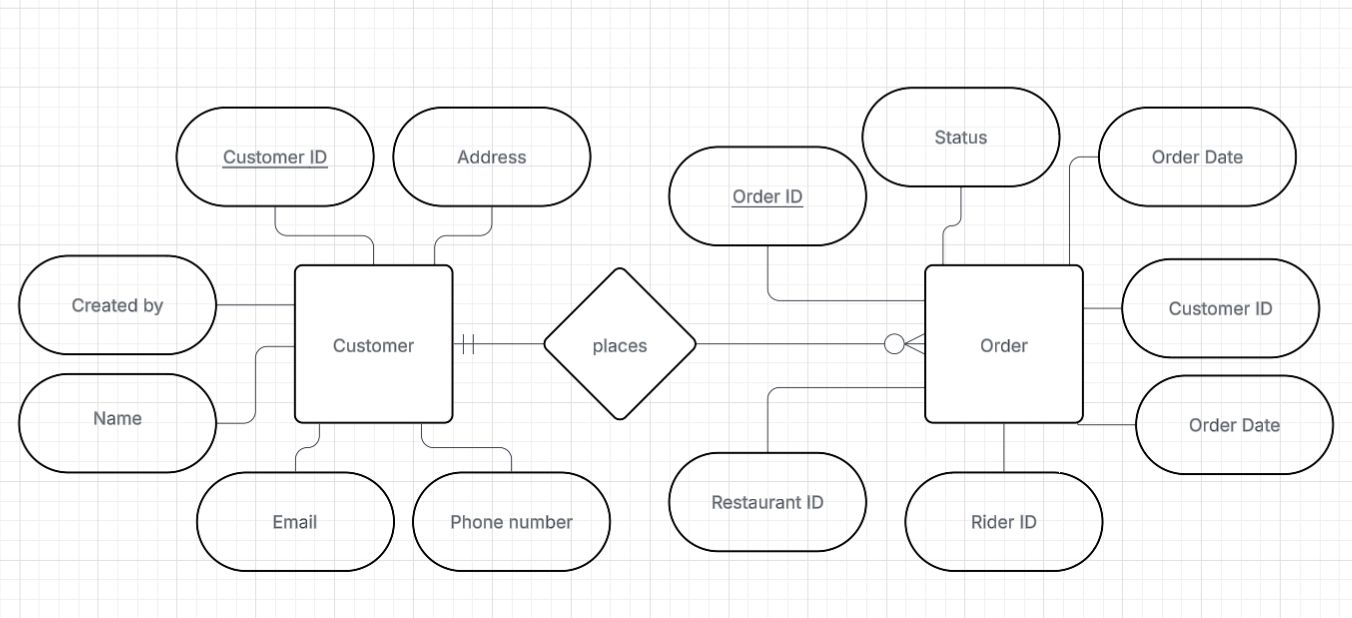 Status
Customer ID
Address
Order Date
Order ID
Created by
Customer ID
Customer
places
Order
Name
Order Date
Restaurant ID
Email
Phone number
Rider ID